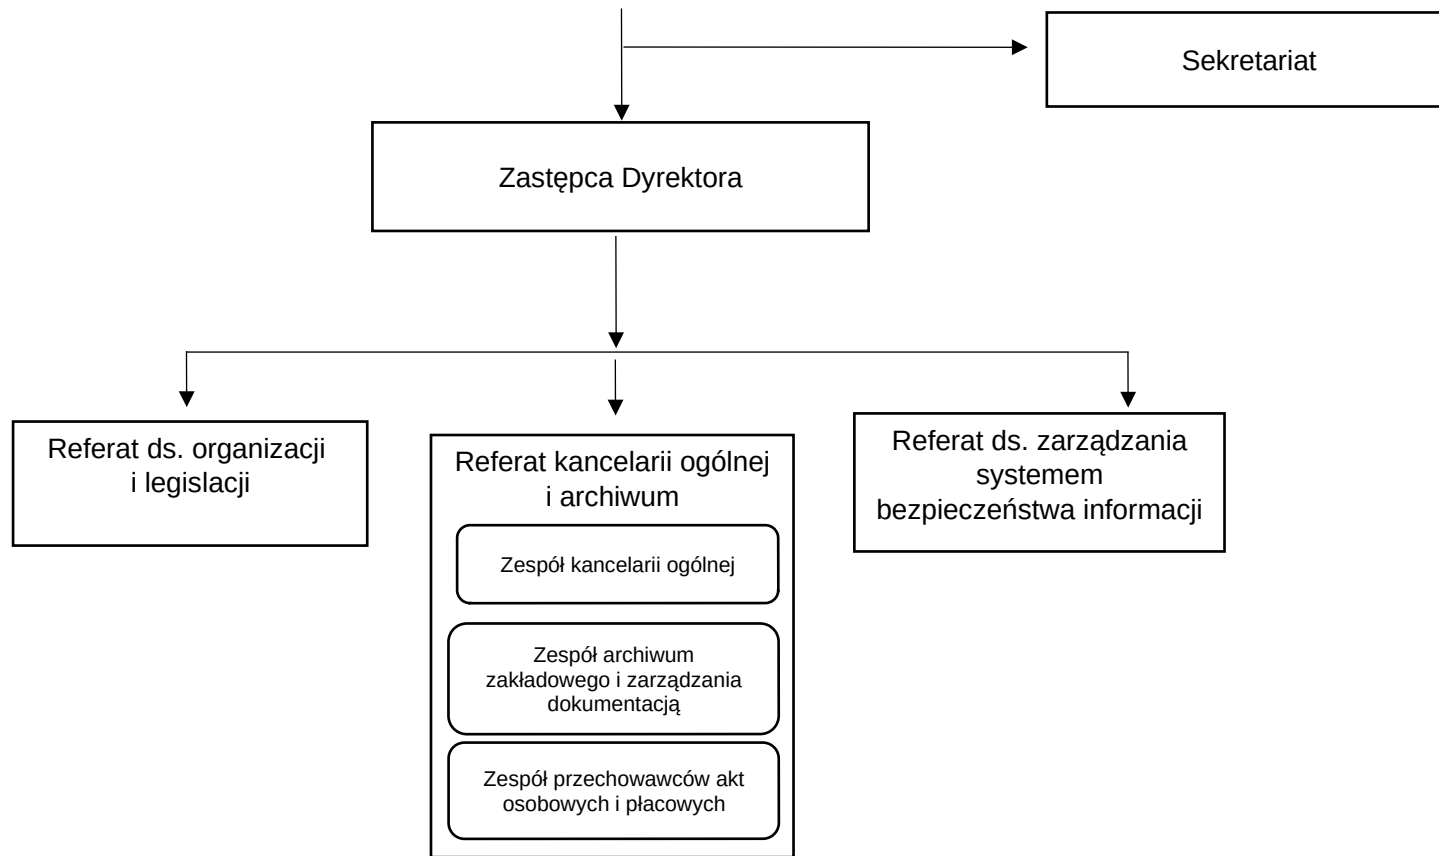 Sekretariat
Zastępca Dyrektora
Referat ds. organizacji
i legislacji
Referat kancelarii ogólnej
i archiwum
Zespół kancelarii ogólnej
Zespół archiwum
zakładowego i zarządzania
dokumentacją
Zespół przechowawców akt
osobowych i płacowych
Referat ds. zarządzania
systemem
bezpieczeństwa informacji